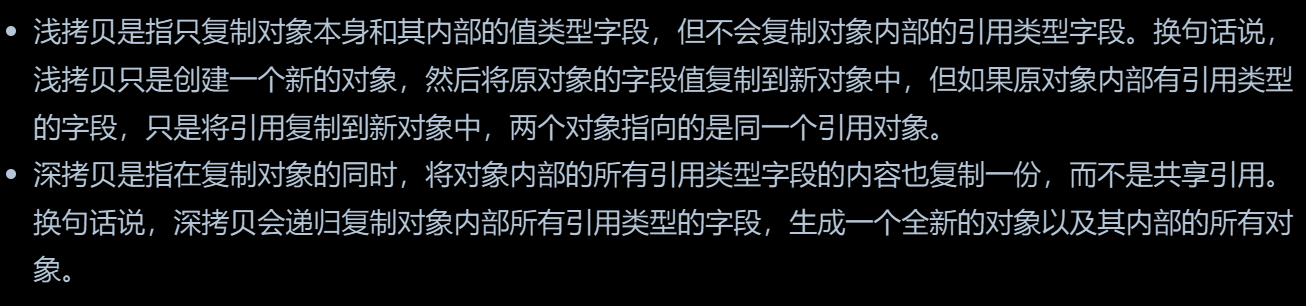 • 浅拷贝是指只复制对象本身和其内部的值类型字段，但不会复制对象内部的引用类型字段。换句话说，
浅拷贝只是创建一个新的对象，然后将原对象的字段值复制到新对象中，但如果原对象内部有引用类型
的字段，只是将引用复制到新对象中，两个对象指向的是同一个引用对象。
• 深拷贝是指在复制对象的同时，将对象内部的所有引用类型字段的内容也复制一份，而不是共享引用。
换句话说，深拷贝会递归复制对象内部所有引用类型的字段，生成一个全新的对象以及其内部的所有对
象。